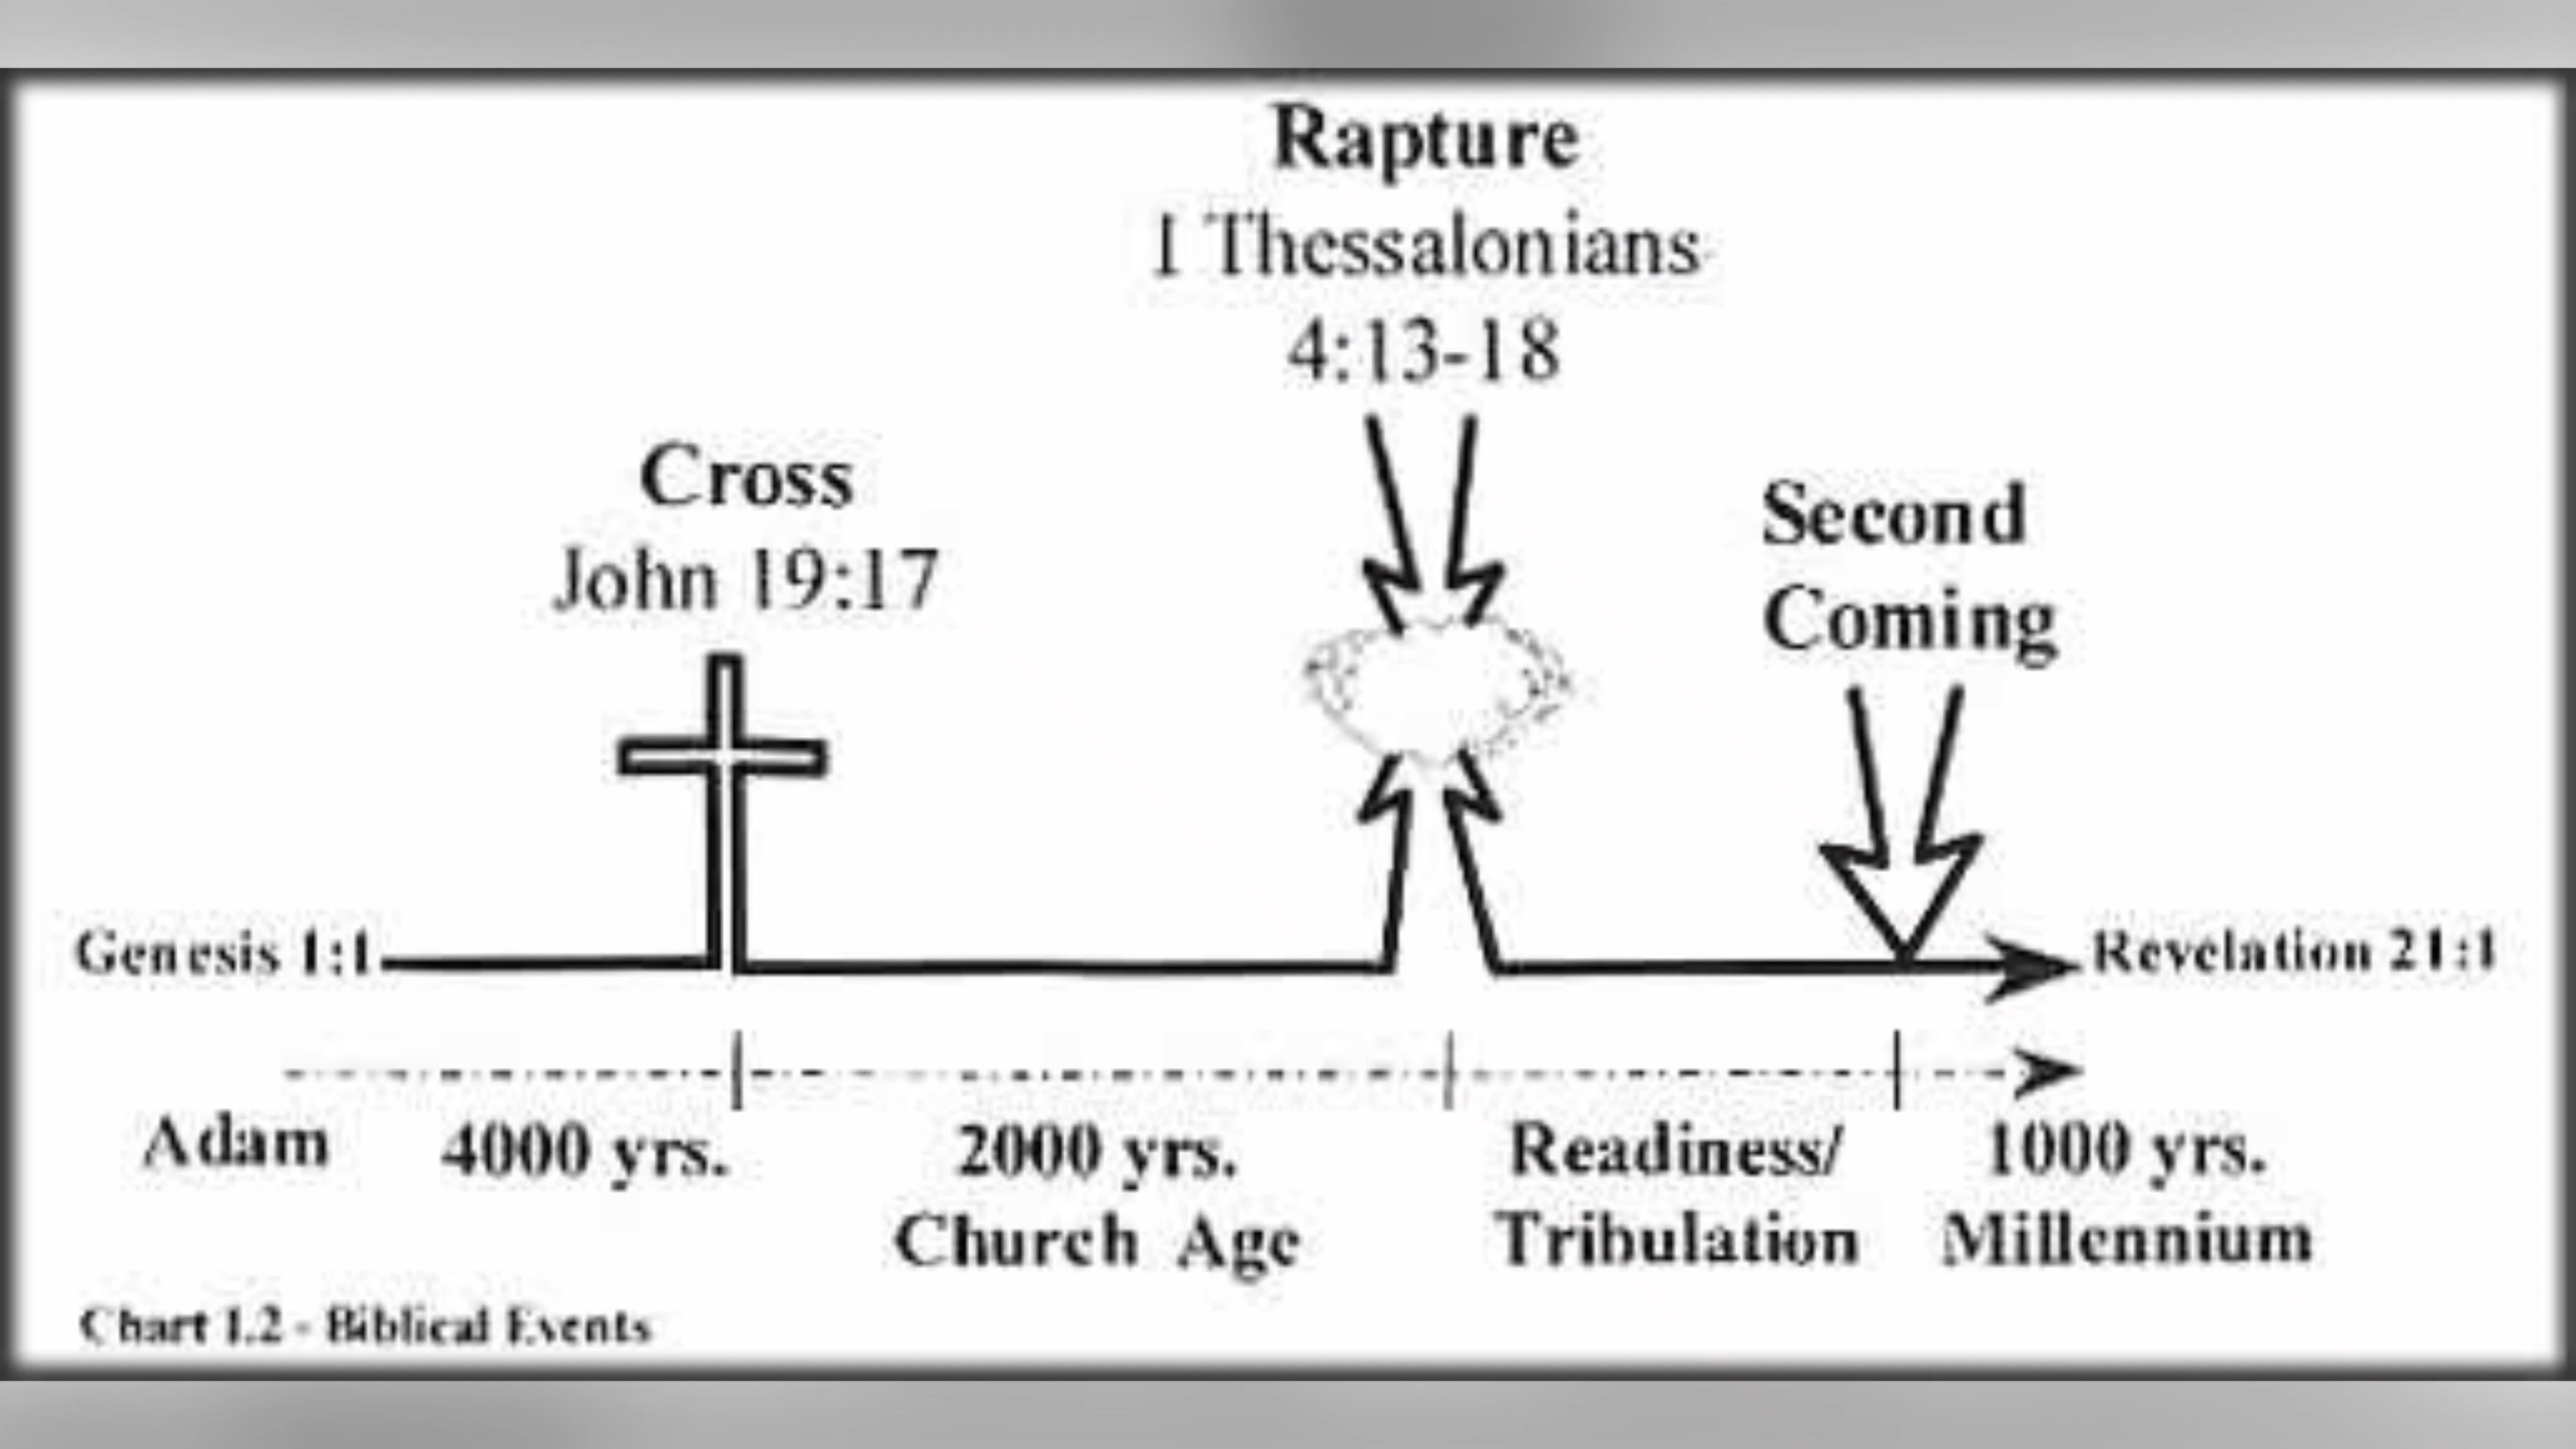 Rapture
I Thessalonians
4:13-18
Cross
John 19:17
Second
Coming
Genesis 1:1
Revelation 21:1
Adam 4000 yrs. 2000 yrs. Readiness/ 1000 yrs.
Church Age Tribulation Millennium
Chart 1.2 - Biblical Events